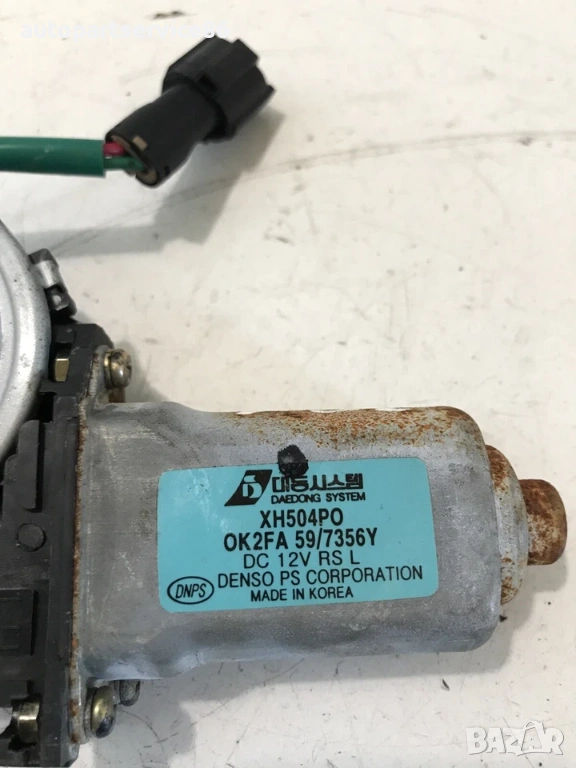 대동시스템
DAEDONG SYSTEM
XH504PO
OK2FA 59/7356Y
DC 12V RS L
DENSO PS CORPORATION
DNPS
MADE IN KOREA
BAZAR